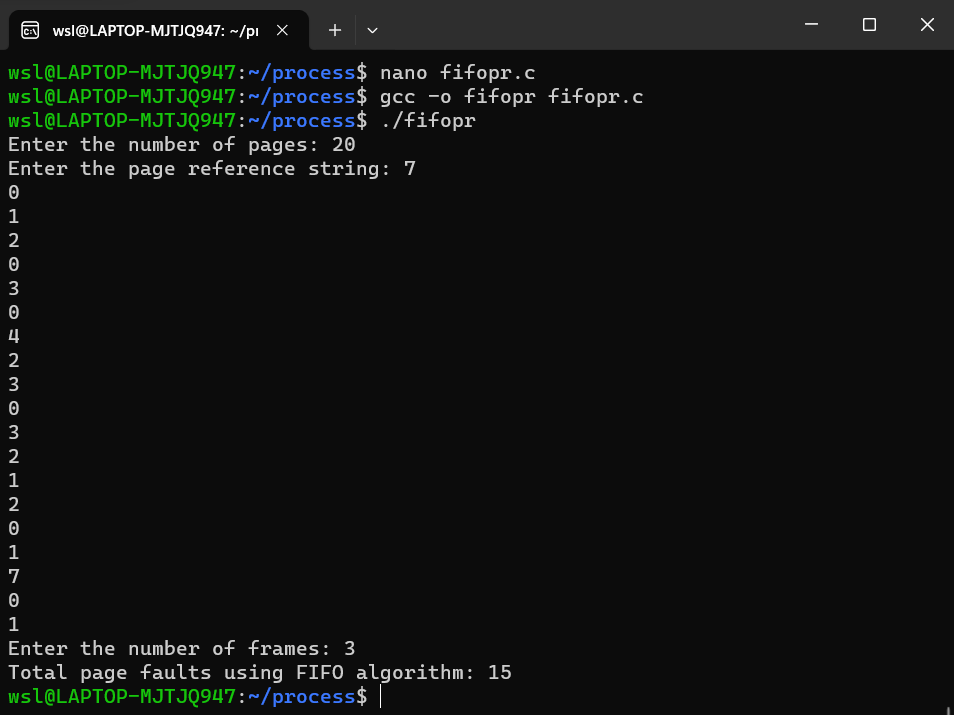 wsl@LAPTOP-MJTJQ947: ~/pr
wsl@LAPTOP-MJTJQ947:~/process$ nano fifopr.c
wsl@LAPTOP-MJTJQ947:~/process$ gcc -o fifopr fifopr.c
wsl@LAPTOP-MJTJQ947:~/process$ ./fifopr
Enter the number of pages: 20
Enter the page reference string: 7
0
1
2
0
3
0
4
2
3
0
3
2
1
2
0
1
7
0
1
Enter the number of frames: 3
Total page faults using FIFO algorithm: 15
wsl@LAPTOP-MJTJQ947:~/process$